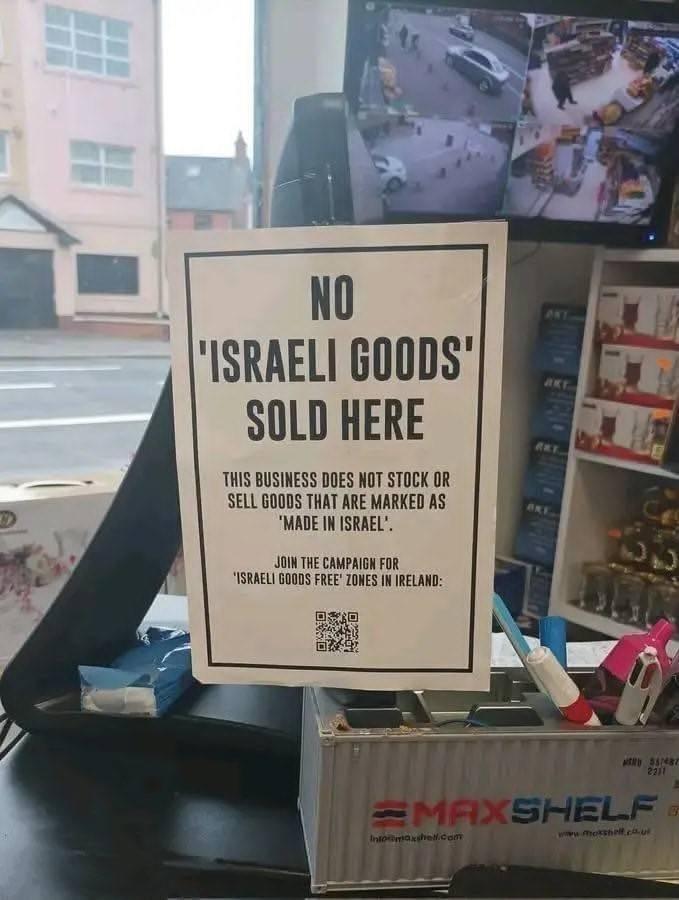 NO
'ISRAELI GOODS'
SOLD HERE
THIS BUSINESS DOES NOT STOCK OR
SELL GOODS THAT ARE MARKED AS
'MADE IN ISRAEL'.
JOIN THE CAMPAIGN FOR
'ISRAELI GOODS FREE' ZONES IN IRELAND:
MAXSHELF